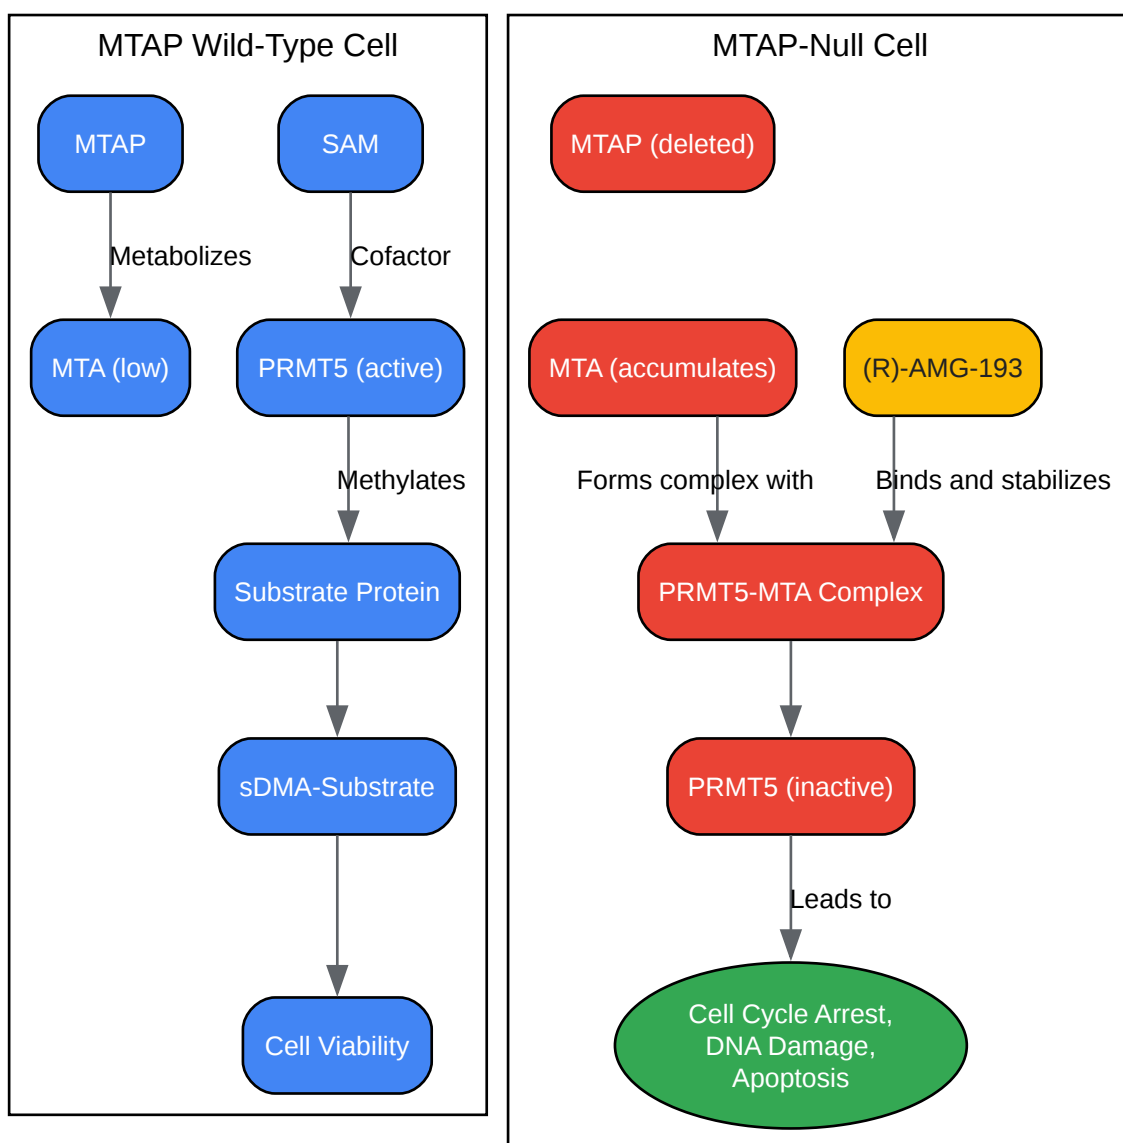 MTAP Wild-Type Cell
MTAP
SAM
Metabolizes
Cofactor
MTA (low)
PRMT5 (active)
Methylates
Substrate Protein
sDMA-Substrate
Cell Viability
MTAP-Null Cell
MTAP (deleted)
MTA (accumulates)
(R)-AMG-193
Forms complex with
Binds and stabilizes
PRMT5-MTA Complex
PRMT5 (inactive)
Leads to
Cell Cycle Arrest,
DNA Damage,
Apoptosis